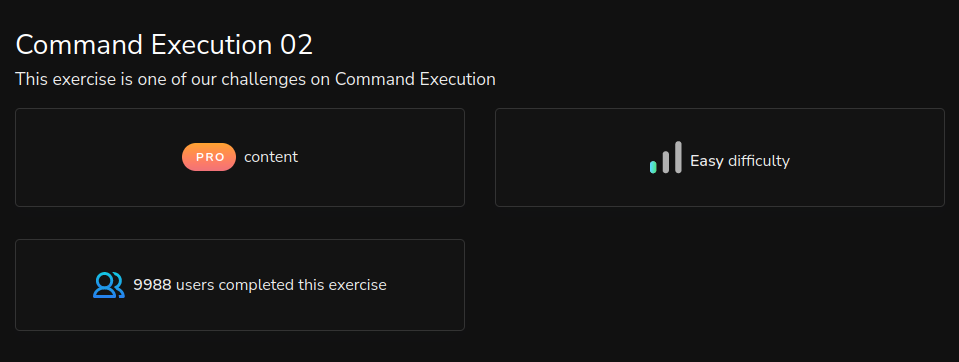 Command Execution 02
This exercise is one of our challenges on Command Execution
PRO content
Easy difficulty
9988 users completed this exercise